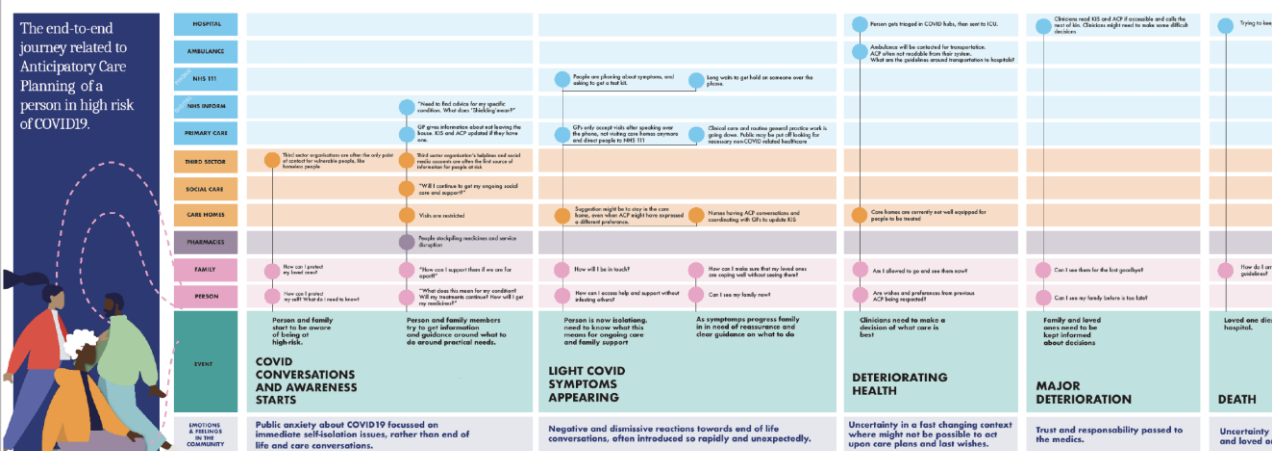 The end-to-end
journey related to
Anticipatory Care
Planning of a
person in high risk
of COVID19.
HOSPITAL
Person gets triaged in COVID hubs, then sent to ICU.
Clinicians read KIS and ACP if accessible and calls the
next of kin. Clinicians might need to make some difficult
decisions
Trying to kee
AMBULANCE
Ambulance will be contacted for transportation.
ACP often not readable from their system.
What are the guidelines around transportation to hospitals?
NHS 111
People are phoning about symptoms, and
asking to get a test kit.
Long waits to get hold on someone over the
phone.
NHS INFORM
"Need to find advice for my specific
condition. What does 'Shielding' mean?"
PRIMARY CARE
GP gives information about not leaving the
house. KIS and ACP updated if they have
one.
GPs only accept visits after speaking over
the phone, not visiting care homes anymore
and direct people to NHS 111
Clinical care and routine general practice work is
going down. Public may be put off looking for
necessary non-COVID related healthcare
THIRD SECTOR
Third sector organisations are often the only point
of contact for vulnerable people, like
homeless people
Third sector organisation's helplines and social
media accounts are often the first source of
information for people at risk
SOCIAL CARE
"Will I continue to get my ongoing social
care and support?"
CARE HOMES
Visits are restricted
Suggestion might be to stay in the care
home, even when ACP might have expressed
a different preference.
Nurses having ACP conversations and
coordinating with GPs to update KIS
Care homes are currently not well equipped for
people to be treated
PHARMACIES
People stockpiling medicines and service
disruption
FAMILY
How can I protect
my loved ones?
"How can I support them if we are far
apart?"
How will I be in touch?
How can I make sure that my loved ones
are coping well without seeing them?
Am I allowed to go and see them now?
Can I see them for the last goodbye?
How do I arr
guidelines?
PERSON
How can I protect
my self? What do I need to know?
"What does this mean for my condition?
Will my treatments continue? How will I get
my medicines?"
How can I access help and support without
infecting others?
Can I see my family now?
Are wishes and preferences from previous
ACP being respected?
Can I see my family before is too late?
EVENT
Person and family
start to be aware
of being at
high-risk.
Person and family members
try to get information
and guidance around what to
do around practical needs.
COVID
CONVERSATIONS
AND AWARENESS
STARTS
Person is now isolationg,
need to know what this
means for ongoing care
and family support
As symptomps progress family
in in need of reassurance and
clear guidance on what to do
LIGHT COVID
SYMPTOMS
APPEARING
Clinicians need to make a
decision of what care is
best
DETERIORATING
HEALTH
Family and loved
ones need to be
kept informed
about decisions
MAJOR
DETERIORATION
Loved one dies
hospital.
DEATH
EMOTIONS
& FEELINGS
IN THE
COMMUNITY
Public anxiety about COVID19 focussed on
immediate self-isolation issues, rather than end of
life and care conversations.
Negative and dismissive reactions towards end of life
conversations, often introduced so rapidly and unexpectedly.
Uncertainty in a fast changing context
where might not be possible to act
upon care plans and last wishes.
Trust and responsibility passed to
the medics.
Uncertainty
and loved o